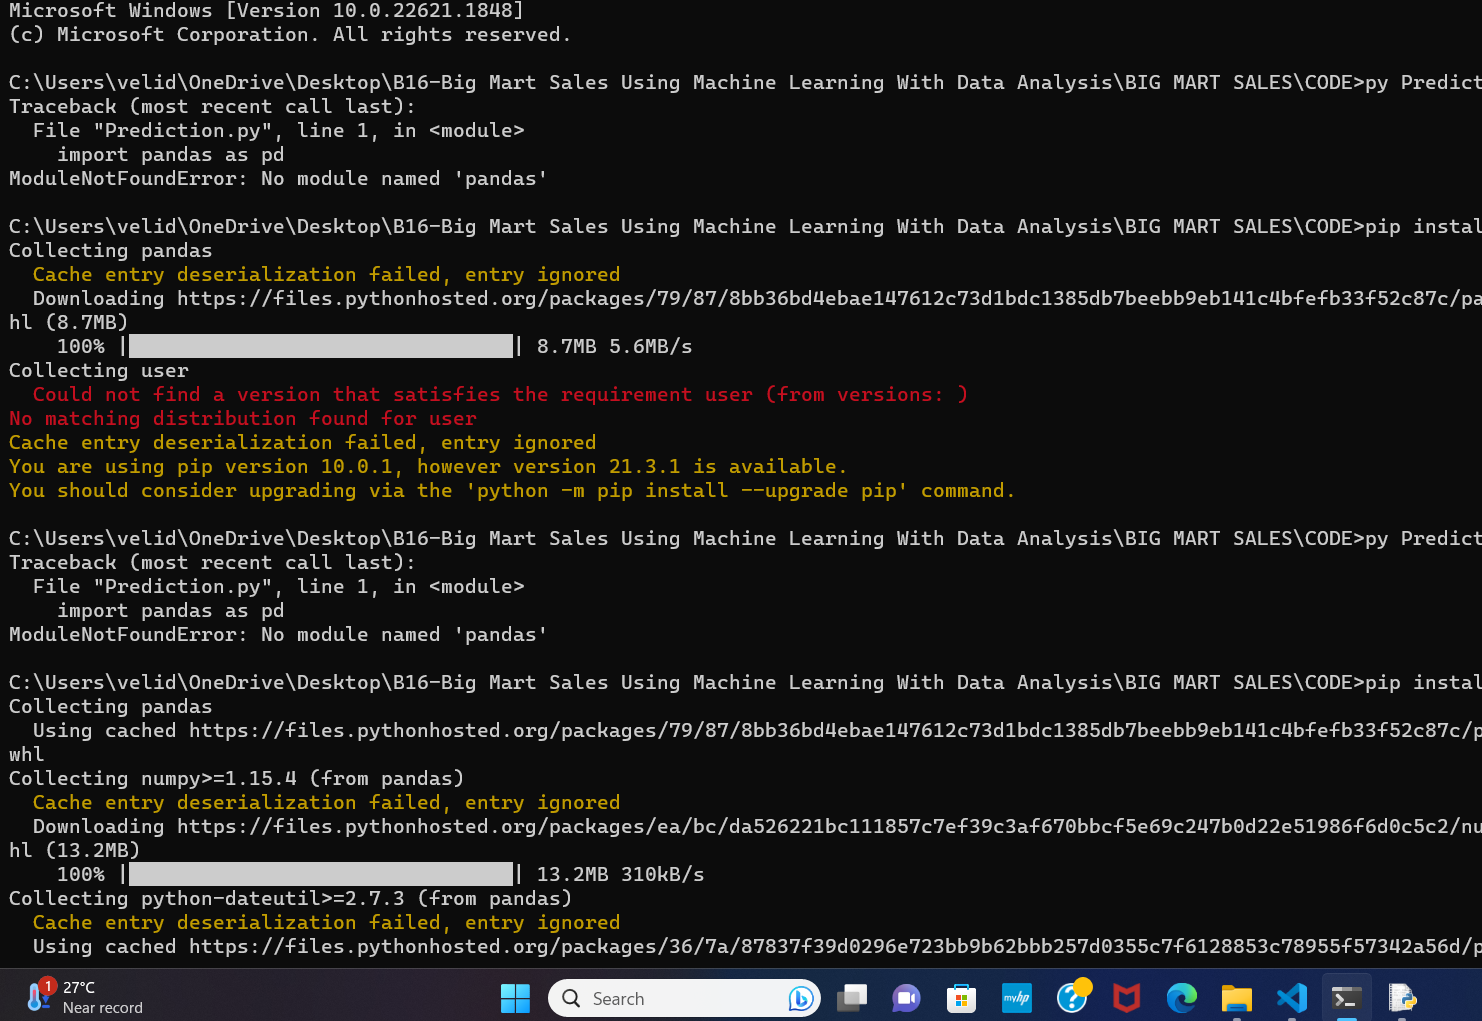 Microsoft Windows [Version 10.0.22621.1848]
(c) Microsoft Corporation. All rights reserved.
C:\Users\velid\OneDrive\Desktop\B16-Big Mart Sales Using Machine Learning With Data Analysis\BIG MART SALES\CODE>py Predict
Traceback (most recent call last):
  File "Prediction.py", line 1, in <module>
    import pandas as pd
ModuleNotFoundError: No module named 'pandas'
C:\Users\velid\OneDrive\Desktop\B16-Big Mart Sales Using Machine Learning With Data Analysis\BIG MART SALES\CODE>pip instal
Collecting pandas
  Cache entry deserialization failed, entry ignored
  Downloading https://files.pythonhosted.org/packages/79/87/8bb36bd4ebae147612c73d1bdc1385db7beebb9eb141c4bfefb33f52c87c/pa
hl (8.7MB)
    100% |████████████████████████████████| 8.7MB 5.6MB/s
Collecting user
  Could not find a version that satisfies the requirement user (from versions: )
No matching distribution found for user
Cache entry deserialization failed, entry ignored
You are using pip version 10.0.1, however version 21.3.1 is available.
You should consider upgrading via the 'python -m pip install --upgrade pip' command.
C:\Users\velid\OneDrive\Desktop\B16-Big Mart Sales Using Machine Learning With Data Analysis\BIG MART SALES\CODE>py Predict
Traceback (most recent call last):
  File "Prediction.py", line 1, in <module>
    import pandas as pd
ModuleNotFoundError: No module named 'pandas'
C:\Users\velid\OneDrive\Desktop\B16-Big Mart Sales Using Machine Learning With Data Analysis\BIG MART SALES\CODE>pip instal
Collecting pandas
  Using cached https://files.pythonhosted.org/packages/79/87/8bb36bd4ebae147612c73d1bdc1385db7beebb9eb141c4bfefb33f52c87c/p
whl
Collecting numpy>=1.15.4 (from pandas)
  Cache entry deserialization failed, entry ignored
  Downloading https://files.pythonhosted.org/packages/ea/bc/da526221bc111857c7ef39c3af670bbcf5e69c247b0d22e51986f6d0c5c2/nu
hl (13.2MB)
    100% |████████████████████████████████| 13.2MB 310kB/s
Collecting python-dateutil>=2.7.3 (from pandas)
  Cache entry deserialization failed, entry ignored
  Using cached https://files.pythonhosted.org/packages/36/7a/87837f39d0296e723bb9b62bbb257d0355c7f6128853c78955f57342a56d/p
1
27°C
Near record
Search
myhp